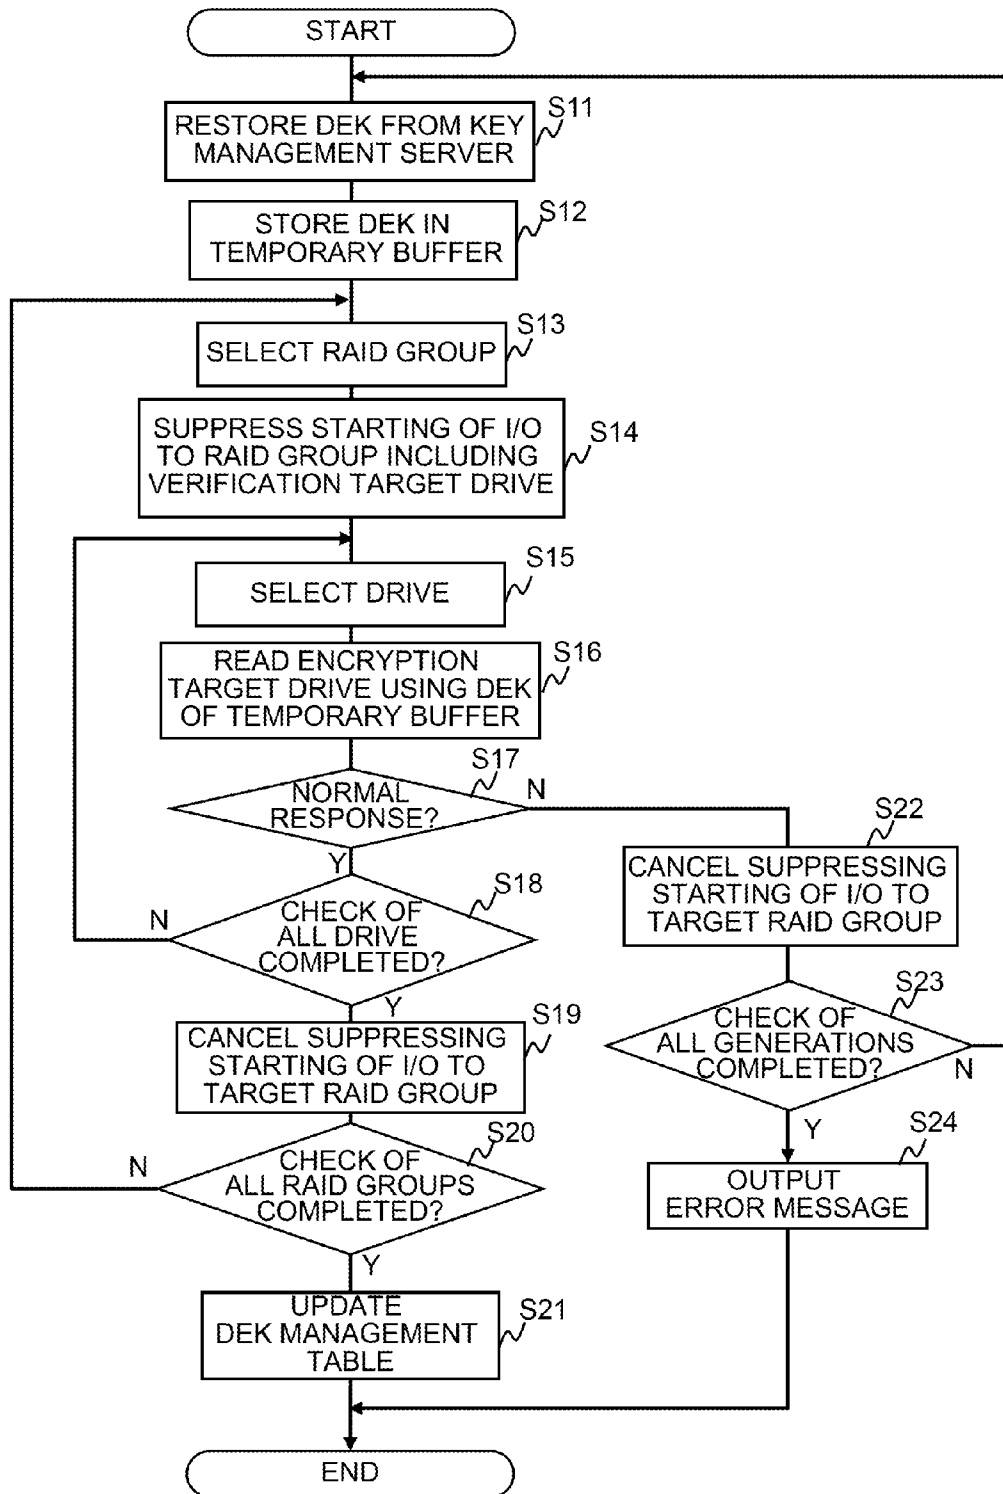 START
S11
RESTORE DEK FROM KEY
MANAGEMENT SERVER
S12
STORE DEK IN
TEMPORARY BUFFER
S13
SELECT RAID GROUP
S14
SUPPRESS STARTING OF I/O
TO RAID GROUP INCLUDING
VERIFICATION TARGET DRIVE
S15
SELECT DRIVE
S16
READ ENCRYPTION
TARGET DRIVE USING DEK
OF TEMPORARY BUFFER
S17
NORMAL
RESPONSE?
N
Y
S18
CHECK OF
ALL DRIVE
COMPLETED?
N
Y
S19
CANCEL SUPPRESSING
STARTING OF I/O TO
TARGET RAID GROUP
S20
CHECK OF
ALL RAID GROUPS
COMPLETED?
N
Y
S21
UPDATE
DEK MANAGEMENT
TABLE
S22
CANCEL SUPPRESSING
STARTING OF I/O TO
TARGET RAID GROUP
S23
CHECK OF
ALL GENERATIONS
COMPLETED?
N
Y
S24
OUTPUT
ERROR MESSAGE
END